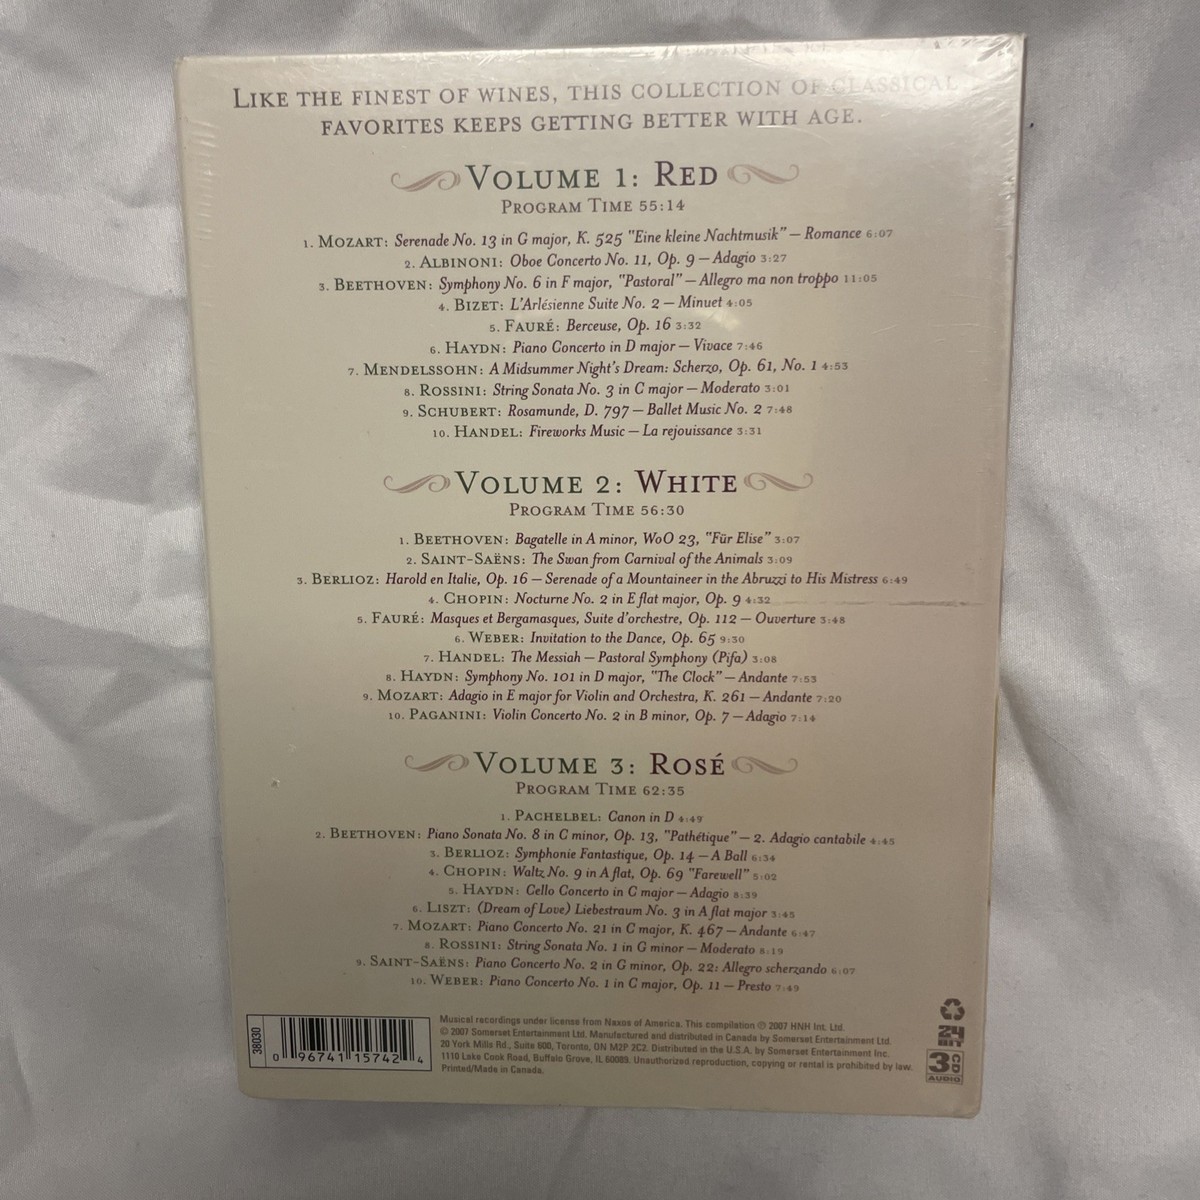 LIKE THE FINEST OF WINES, THIS COLLECTION OF CLASSICAL
FAVORITES KEEPS GETTING BETTER WITH AGE.
VOLUME 1: RED
PROGRAM TIME 55:14
1. MOZART: Serenade No. 13 in G major, K. 525 "Eine kleine Nachtmusik" – Romance 6:07
2. ALBINONI: Oboe Concerto No. 11, Op. 9 – Adagio 3:27
3. BEETHOVEN: Symphony No. 6 in F major, "Pastoral" – Allegro ma non troppo 11:05
4. BIZET: L'Arlésienne Suite No. 2 – Minuet 4:05
5. FAURÉ: Berceuse, Op. 16 3:32
6. HAYDN: Piano Concerto in D major – Vivace 7:46
7. MENDELSSOHN: A Midsummer Night's Dream: Scherzo, Op. 61, No. 1 4:53
8. ROSSINI: String Sonata No. 3 in C major – Moderato 3:01
9. SCHUBERT: Rosamunde, D. 797 – Ballet Music No. 2 7:48
10. HANDEL: Fireworks Music – La rejouissance 3:31
VOLUME 2: WHITE
PROGRAM TIME 56:30
1. BEETHOVEN: Bagatelle in A minor, WoO 23, "Für Elise" 3:07
2. SAINT-SAËNS: The Swan from Carnival of the Animals 3:09
3. BERLIOZ: Harold en Italie, Op. 16 – Serenade of a Mountaineer in the Abruzzi to His Mistress 6:49
4. CHOPIN: Nocturne No. 2 in E flat major, Op. 9 4:32
5. FAURÉ: Masques et Bergamasques, Suite d'orchestre, Op. 112 – Ouverture 3:48
6. WEBER: Invitation to the Dance, Op. 65 9:30
7. HANDEL: The Messiah – Pastoral Symphony (Pifa) 3:08
8. HAYDN: Symphony No. 101 in D major, "The Clock" – Andante 7:53
9. MOZART: Adagio in E major for Violin and Orchestra, K. 261 – Andante 7:20
10. PAGANINI: Violin Concerto No. 2 in B minor, Op. 7 – Adagio 7:14
VOLUME 3: ROSÉ
PROGRAM TIME 62:35
1. PACHELBEL: Canon in D 4:49
2. BEETHOVEN: Piano Sonata No. 8 in C minor, Op. 13, "Pathétique" – 2. Adagio cantabile 4:45
3. BERLIOZ: Symphonie Fantastique, Op. 14 – A Ball 6:34
4. CHOPIN: Waltz No. 9 in A flat, Op. 69 "Farewell" 5:02
5. HAYDN: Cello Concerto in C major – Adagio 8:39
6. LISZT: (Dream of Love) Liebestraum No. 3 in A flat major 3:45
7. MOZART: Piano Concerto No. 21 in C major, K. 467 – Andante 6:47
8. ROSSINI: String Sonata No. 1 in G minor – Moderato 8:19
9. SAINT-SAËNS: Piano Concerto No. 2 in G minor, Op. 22: Allegro scherzando 6:07
10. WEBER: Piano Concerto No. 1 in C major, Op. 11 – Presto 7:49
38030
0 96741 15742 4
Musical recordings under license from Naxos of America. This compilation ℗ 2007 HNH Int. Ltd.
© 2007 Somerset Entertainment Ltd. Manufactured and distributed in Canada by Somerset Entertainment Ltd.
20 York Mills Rd., Suite 600, Toronto, ON M2P 2C2. Distributed in the U.S.A. by Somerset Entertainment Inc.
1110 Lake Cook Road, Buffalo Grove, IL 60089. Unauthorized reproduction, copying or rental is prohibited by law.
Printed/Made in Canada.
24
BIT
3 CD
AUDIO